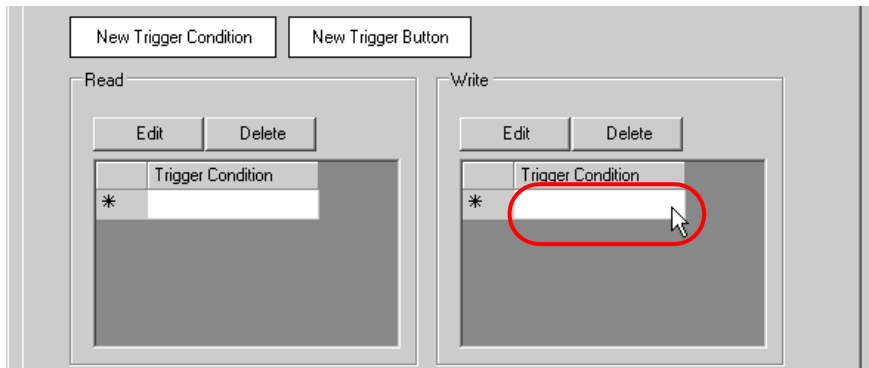 New Trigger Condition New Trigger Button
Read
Edit Delete
Trigger Condition
*
Write
Edit Delete
Trigger Condition
*